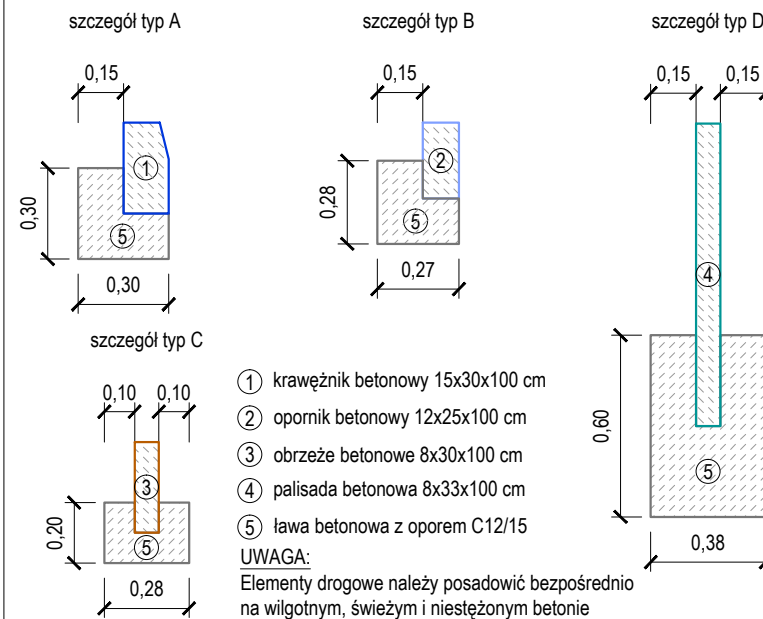 szczegół typ A
0,15
1
5
0,30
0,30
szczegół typ B
0,15
2
5
0,28
0,27
szczegół typ D
0,15 0,15
4
5
0,60
0,38
szczegół typ C
0,10 0,10
3
5
0,20
0,28
1 krawężnik betonowy 15x30x100 cm
2 opornik betonowy 12x25x100 cm
3 obrzeże betonowe 8x30x100 cm
4 palisada betonowa 8x33x100 cm
5 ława betonowa z oporem C12/15
UWAGA:
Elementy drogowe należy posadowić bezpośrednio
na wilgotnym, świeżym i niestężonym betonie